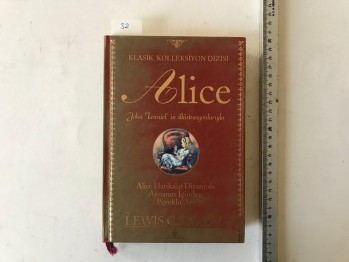 32
KLASİK KOLLEKSİYON DİZİSİ
Alice
John Tenniel' in illüstrasyonlarıyla
Alice Harikalar Diyarında
Aynanın İçinden
LEWIS